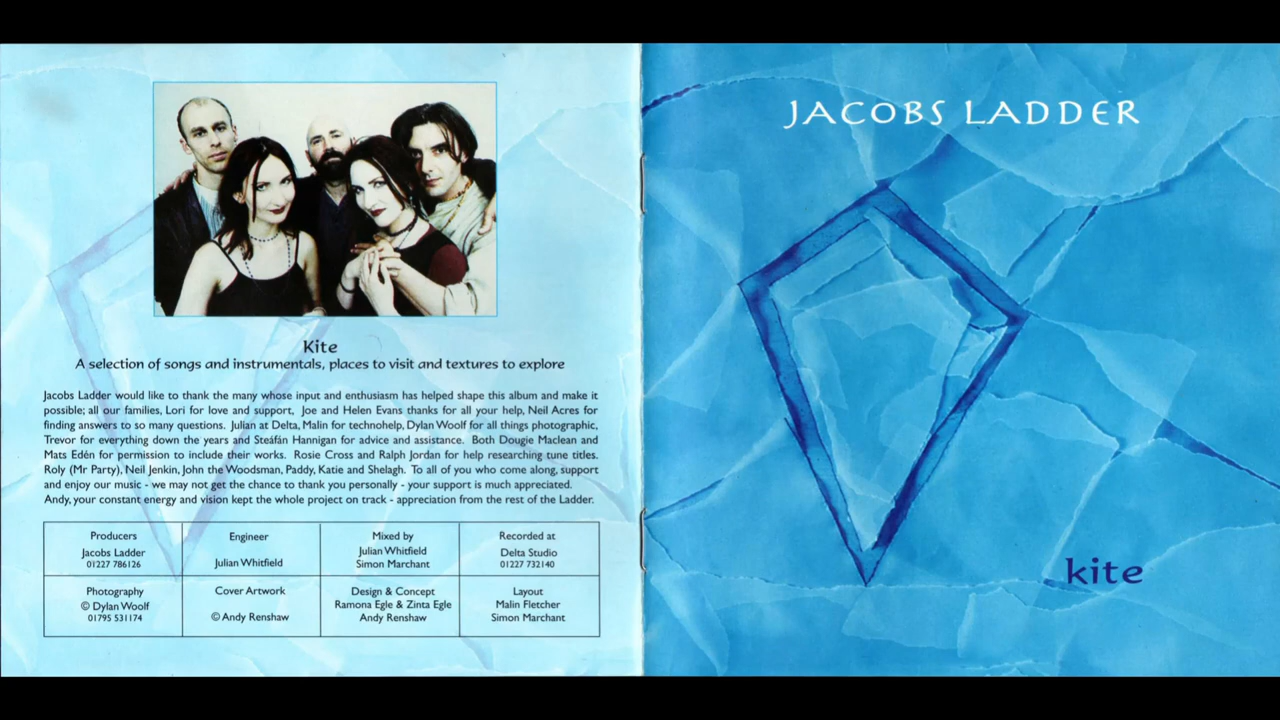 Kite
A selection of songs and instrumentals, places to visit and textures to explore
Jacobs Ladder would like to thank the many whose input and enthusiasm has helped shape this album and make it
possible; all our families, Lori for love and support, Joe and Helen Evans thanks for all your help, Neil Acres for
finding answers to so many questions. Julian at Delta, Malin for technohelp, Dylan Woolf for all things photographic,
Trevor for everything down the years and Steáfán Hannigan for advice and assistance. Both Dougie Maclean and
Mats Edén for permission to include their works. Rosie Cross and Ralph Jordan for help researching tune titles.
Roly (Mr Party), Neil Jenkin, John the Woodsman, Paddy, Katie and Shelagh. To all of you who come along, support
and enjoy our music - we may not get the chance to thank you personally - your support is much appreciated.
Andy, your constant energy and vision kept the whole project on track - appreciation from the rest of the Ladder.
Producers
Jacobs Ladder
01227 786126
Engineer
Julian Whitfield
Mixed by
Julian Whitfield
Simon Marchant
Recorded at
Delta Studio
01227 732140
Photography
© Dylan Woolf
01795 531174
Cover Artwork
© Andy Renshaw
Design & Concept
Ramona Egle & Zinta Egle
Andy Renshaw
Layout
Malin Fletcher
Simon Marchant
JACOBS LADDER
kite